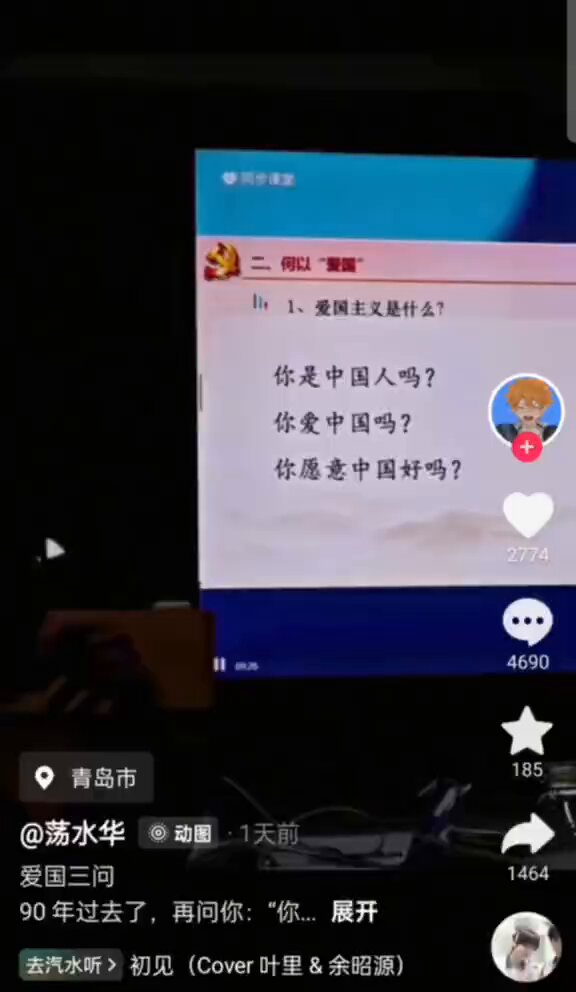 同步课堂
二、何以“爱国”
1、爱国主义是什么？
你是中国人吗？
你爱中国吗？
你愿意中国好吗？
2774
4690
185
1464
青岛市
@荡水华 动图 · 1天前
爱国三问
90 年过去了，再问你：“你... 展开
去汽水听 > 初见（Cover 叶里 & 余昭源）